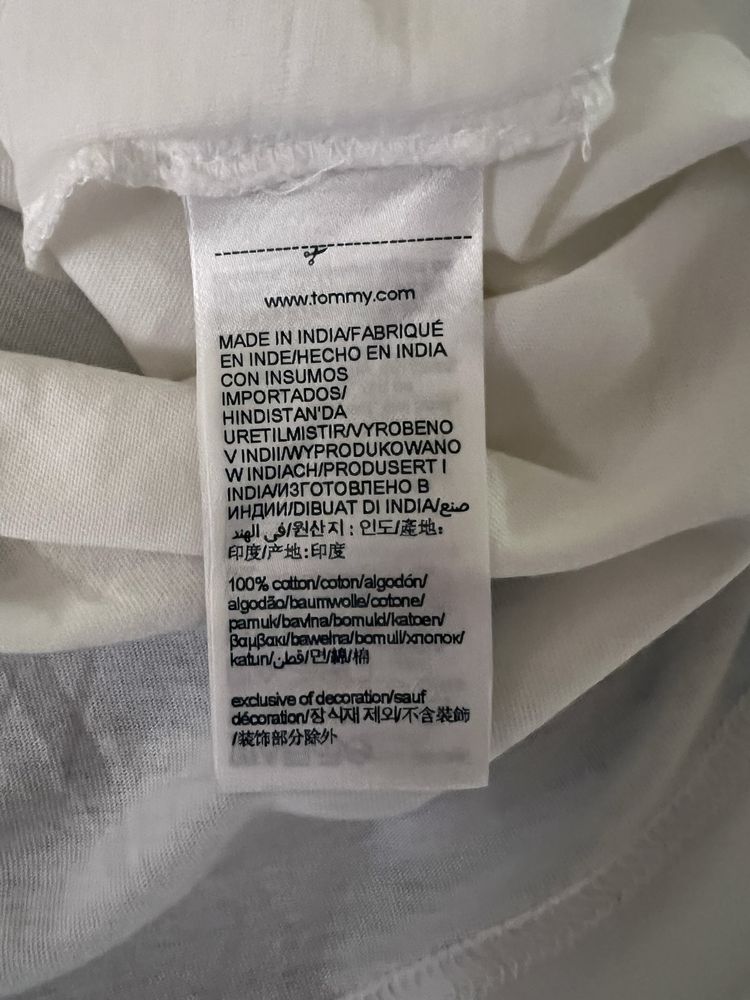 www.tommy.com
MADE IN INDIA/FABRIQUÉ
EN INDE/HECHO EN INDIA
CON INSUMOS
IMPORTADOS/
HINDISTAN'DA
URETILMISTIR/VYROBENO
V INDII/WYPRODUKOWANO
W INDIACH/PRODUSERT I
INDIA/ИЗГОТОВЛЕНО В
ИНДИИ/DIBUAT DI INDIA/صنع
في الهند/원산지 : 인도/產地:
印度/产地:印度
100% cotton/coton/algodón/
algodão/baumwolle/cotone/
pamuk/bavlna/bomuld/katoen/
βαμβακι/bawełna/bomull/хлопок/
katun/قطن/면/綿/棉
exclusive of decoration/sauf
décoration/장식재 제외/不含裝飾
/装饰部分除外